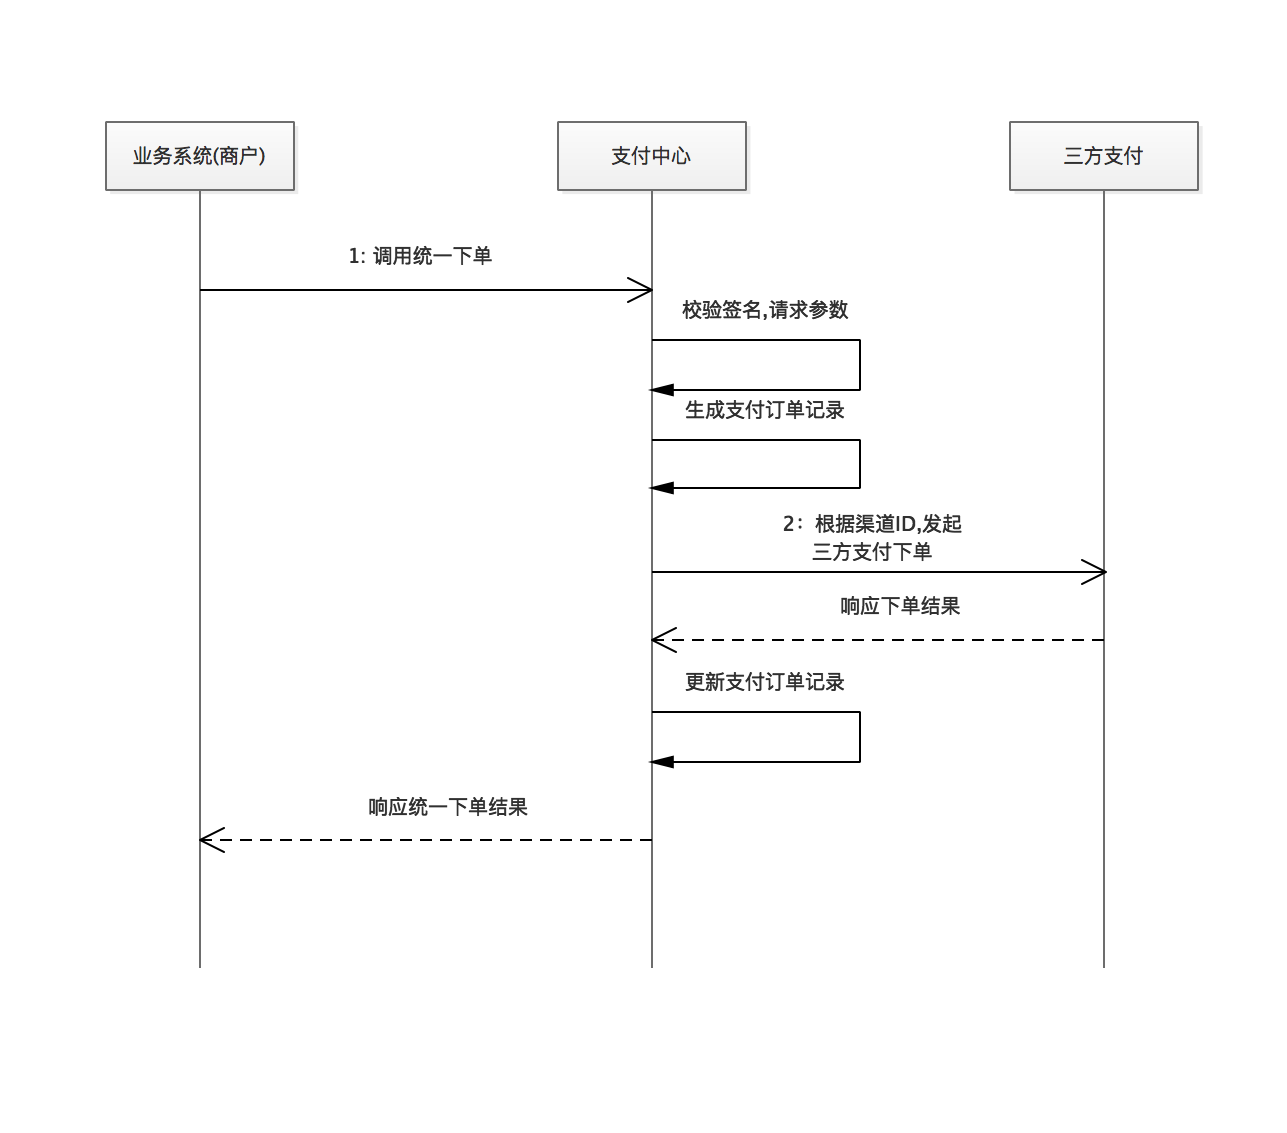 业务系统(商户)
支付中心
三方支付
1: 调用统一下单
校验签名,请求参数
生成支付订单记录
2：根据渠道ID,发起
三方支付下单
响应下单结果
更新支付订单记录
响应统一下单结果